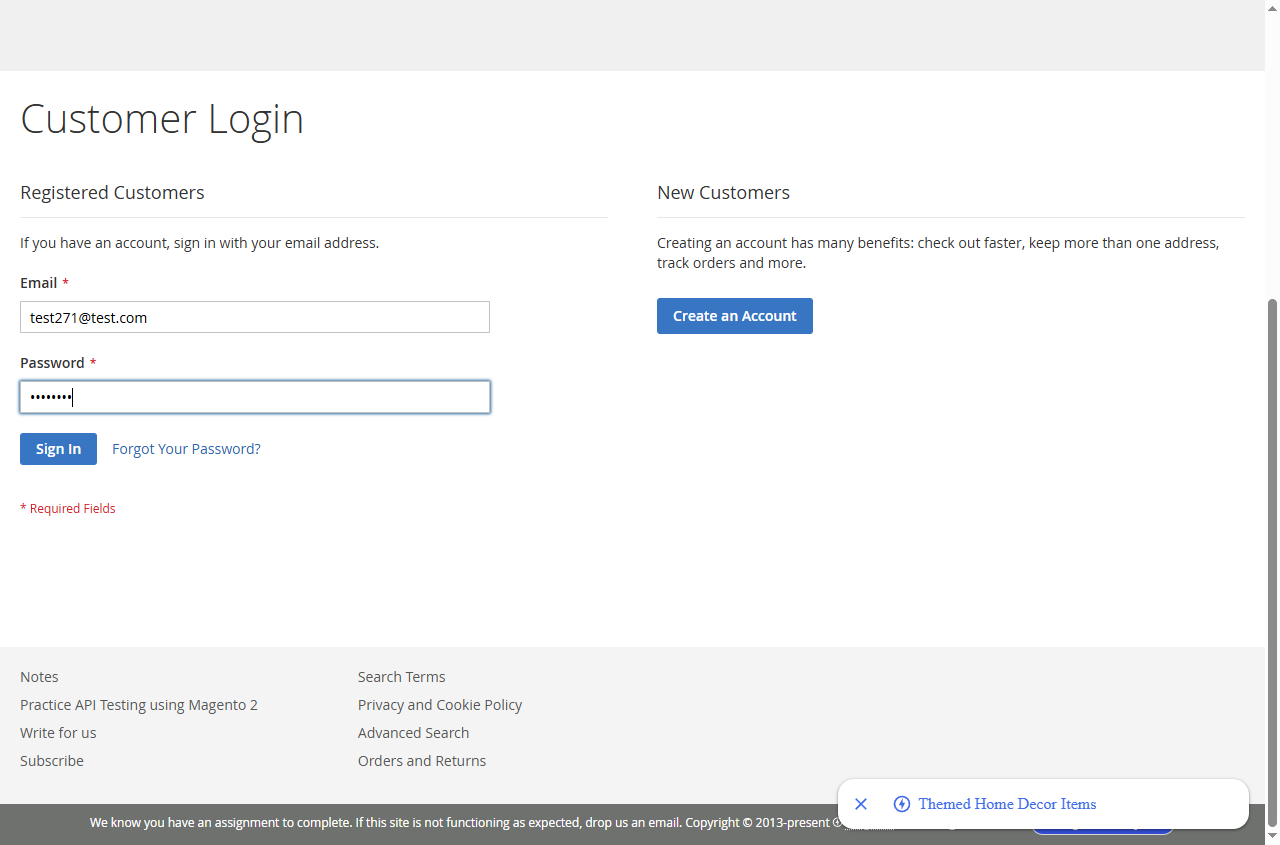 Customer Login
Registered Customers
If you have an account, sign in with your email address.
Email *
test271@test.com
Password *
••••••••
Sign In
Forgot Your Password?
* Required Fields
New Customers
Creating an account has many benefits: check out faster, keep more than one address,
track orders and more.
Create an Account
Notes
Practice API Testing using Magento 2
Write for us
Subscribe
Search Terms
Privacy and Cookie Policy
Advanced Search
Orders and Returns
Themed Home Decor Items
We know you have an assignment to complete. If this site is not functioning as expected, drop us an email. Copyright © 2013-present